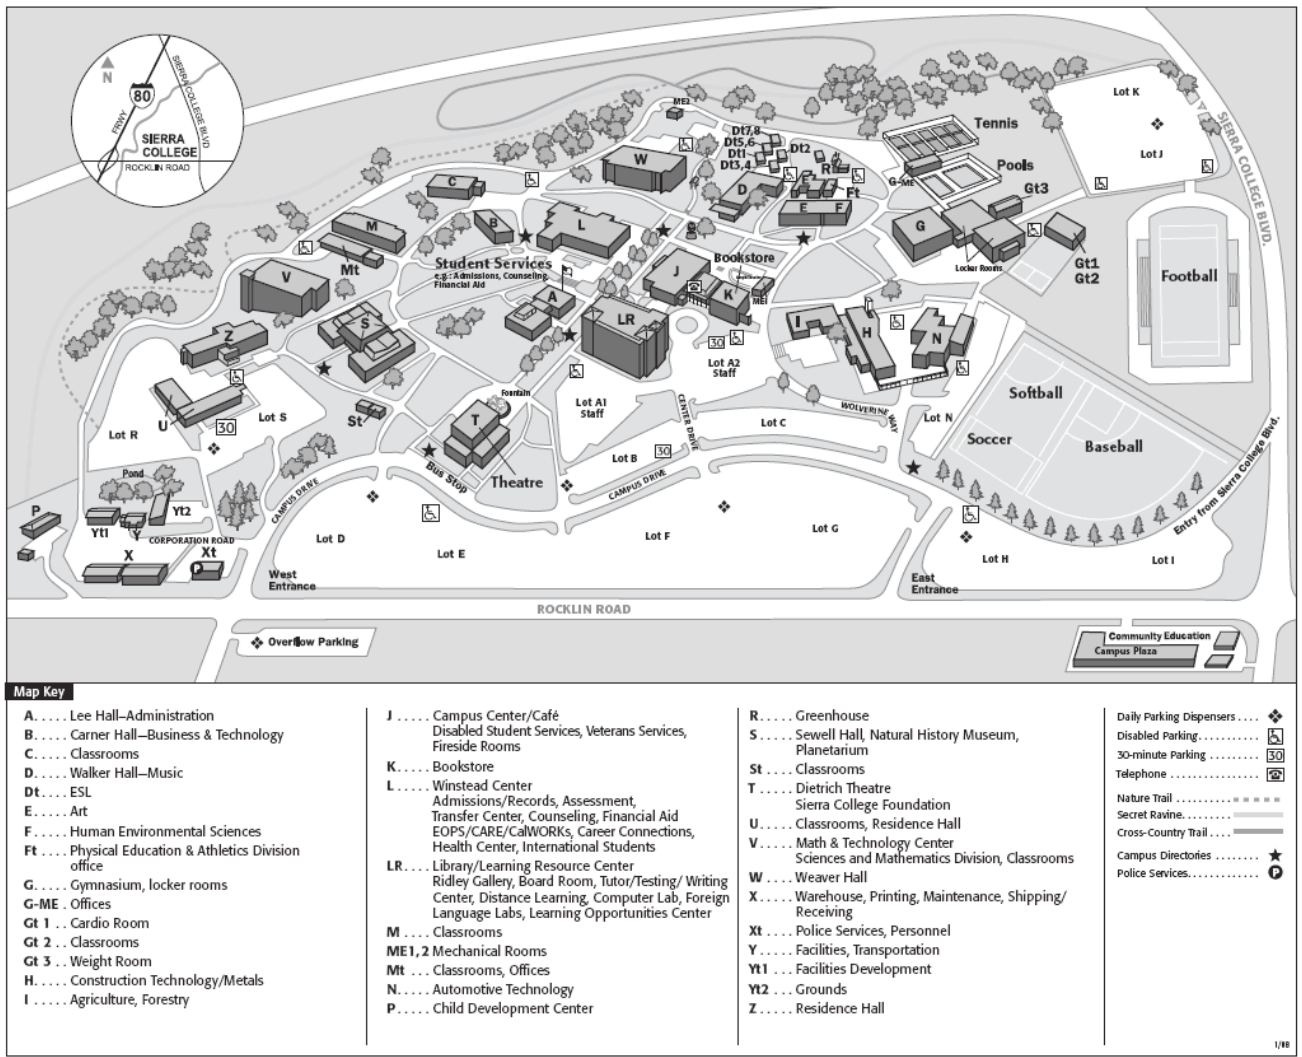 N
80
FRWY
SIERRA COLLEGE BLVD
SIERRA
COLLEGE
ROCKLIN ROAD
Lot K
Lot J
SIERRA COLLEGE BLVD.
ME2
Tennis
Dt7,8
Dt5,6
Dt1
Dt3,4
Dt2
R
Pools
G-ME
Gt3
W
C
D
Ft
E
F
B
L
G
M
Mt
Student Services
e.g.: Admissions, Counseling,
Financial Aid
Bookstore
Locker Rooms
Gt1
Gt2
Football
V
J
K
ME1
A
LR
Z
S
I
H
N
30
Lot A2
Staff
Softball
Fountain
Lot A1
Staff
CENTER DRIVE
WOLVERINE WAY
Lot N
Soccer
Baseball
U
Lot S
Lot R
30
St
T
Lot C
Lot B
30
Bus Stop
Theatre
CAMPUS DRIVE
CAMPUS DRIVE
Entry from Sierra College Blvd.
Pond
P
Yt1
Y
Yt2
CORPORATION ROAD
X
Xt
P
Lot D
Lot E
Lot F
Lot G
Lot H
Lot I
West
Entrance
East
Entrance
ROCKLIN ROAD
Overflow Parking
Community Education
Campus Plaza
Map Key
A. . . . . Lee Hall–Administration
B. . . . . Carner Hall—Business & Technology
C. . . . . Classrooms
D. . . . . Walker Hall—Music
Dt . . . . ESL
E . . . . . Art
F . . . . . Human Environmental Sciences
Ft . . . . Physical Education & Athletics Division
office
G. . . . . Gymnasium, locker rooms
G-ME . Offices
Gt 1 . . Cardio Room
Gt 2 . . Classrooms
Gt 3 . . Weight Room
H. . . . . Construction Technology/Metals
I . . . . . Agriculture, Forestry
J . . . . . Campus Center/Café
Disabled Student Services, Veterans Services,
Fireside Rooms
K. . . . . Bookstore
L . . . . . Winstead Center
Admissions/Records, Assessment,
Transfer Center, Counseling, Financial Aid
EOPS/CARE/CalWORKs, Career Connections,
Health Center, International Students
LR. . . . Library/Learning Resource Center
Ridley Gallery, Board Room, Tutor/Testing/ Writing
Center, Distance Learning, Computer Lab, Foreign
Language Labs, Learning Opportunities Center
M . . . . Classrooms
ME1,2 Mechanical Rooms
Mt . . . Classrooms, Offices
N. . . . . Automotive Technology
P. . . . . Child Development Center
R. . . . . Greenhouse
S . . . . . Sewell Hall, Natural History Museum,
Planetarium
St . . . . Classrooms
T . . . . . Dietrich Theatre
Sierra College Foundation
U. . . . . Classrooms, Residence Hall
V . . . . . Math & Technology Center
Sciences and Mathematics Division, Classrooms
W . . . . Weaver Hall
X . . . . . Warehouse, Printing, Maintenance, Shipping/
Receiving
Xt . . . . Police Services, Personnel
Y . . . . . Facilities, Transportation
Yt1 . . . Facilities Development
Yt2 . . . Grounds
Z . . . . . Residence Hall
Daily Parking Dispensers . . . .
Disabled Parking. . . . . . . . . . .
30-minute Parking . . . . . . . . . 30
Telephone . . . . . . . . . . . . . . . .
Nature Trail . . . . . . . . .
Secret Ravine. . . . . . . .
Cross-Country Trail . . . .
Campus Directories . . . . . . . .
Police Services. . . . . . . . . . . . . P